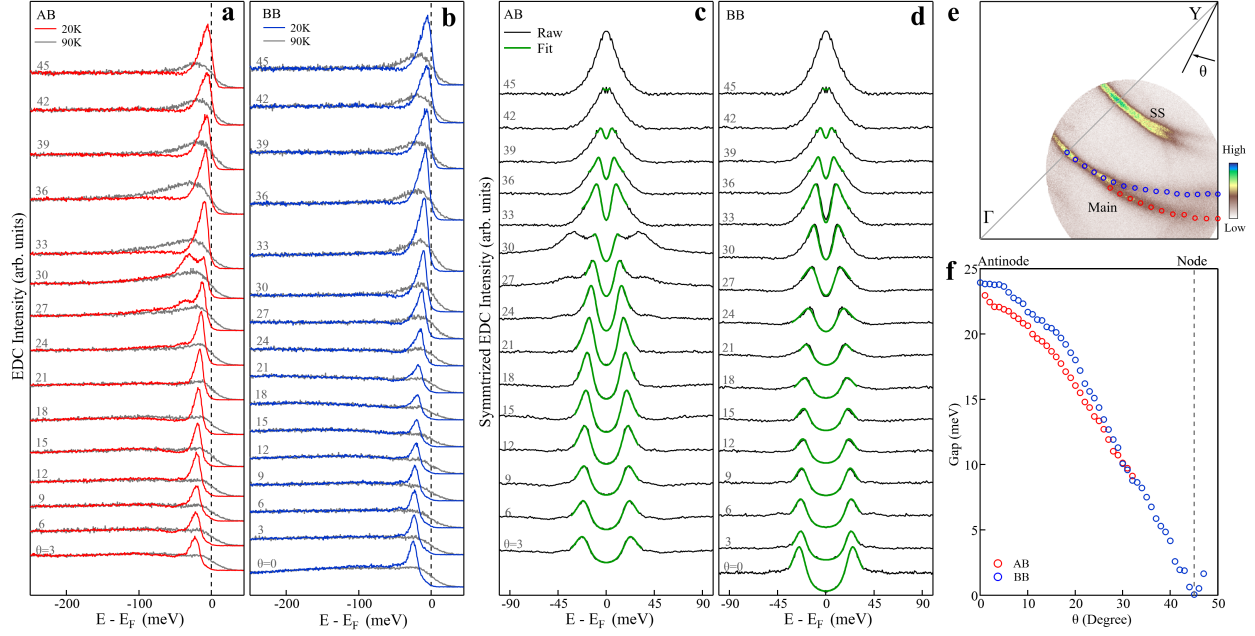 AB
a
20K
90K
45
42
39
36
33
30
27
24
21
18
15
12
9
6
θ=3
EDC Intensity (arb. units)
-200
-100
0
E - EF (meV)
BB
b
20K
90K
45
42
39
36
33
30
27
24
21
18
15
12
9
6
3
θ=0
-200
-100
0
E - EF (meV)
AB
c
Raw
Fit
45
42
39
36
33
30
27
24
21
18
15
12
9
6
θ=3
Symmtrized EDC Intensity (arb. units)
-90
-45
0
45
90
E - EF (meV)
BB
d
45
42
39
36
33
30
27
24
21
18
15
12
9
6
3
θ=0
-90
-45
0
45
90
E - EF (meV)
e
Y
θ
SS
Main
Γ
High
Low
f
Antinode
Node
25
20
15
10
5
0
Gap (meV)
AB
BB
0
10
20
30
40
50
θ (Degree)